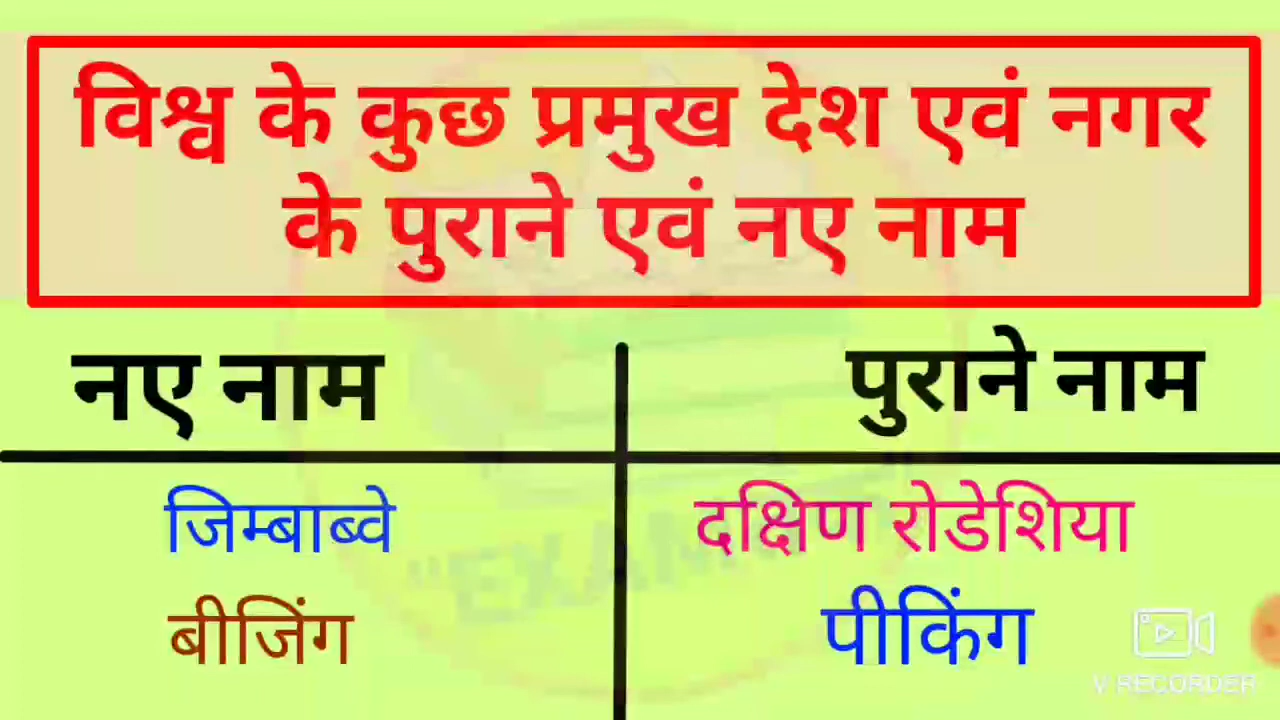 विश्व के कुछ प्रमुख देश एवं नगर
के पुराने एवं नए नाम
नए नाम पुराने नाम
जिम्बाब्वे दक्षिण रोडेशिया
बीजिंग पीकिंग
V RECORDER